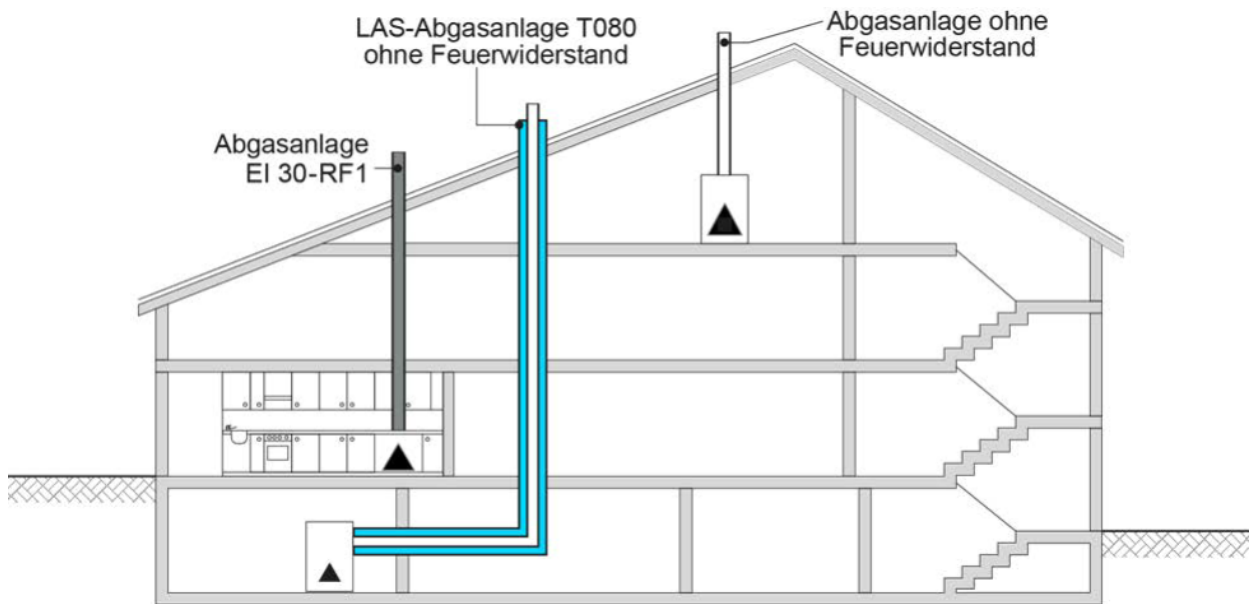 LAS-Abgasanlage T080
ohne Feuerwiderstand
Abgasanlage ohne
Feuerwiderstand
Abgasanlage
EI 30-RF1